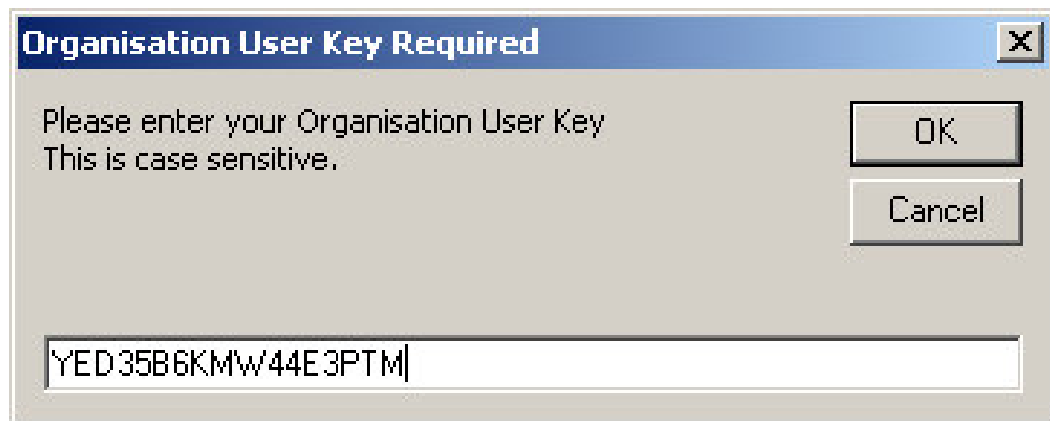 Organisation User Key Required
Please enter your Organisation User Key
This is case sensitive.
OK
Cancel
YED35B6KMW44E3PTM